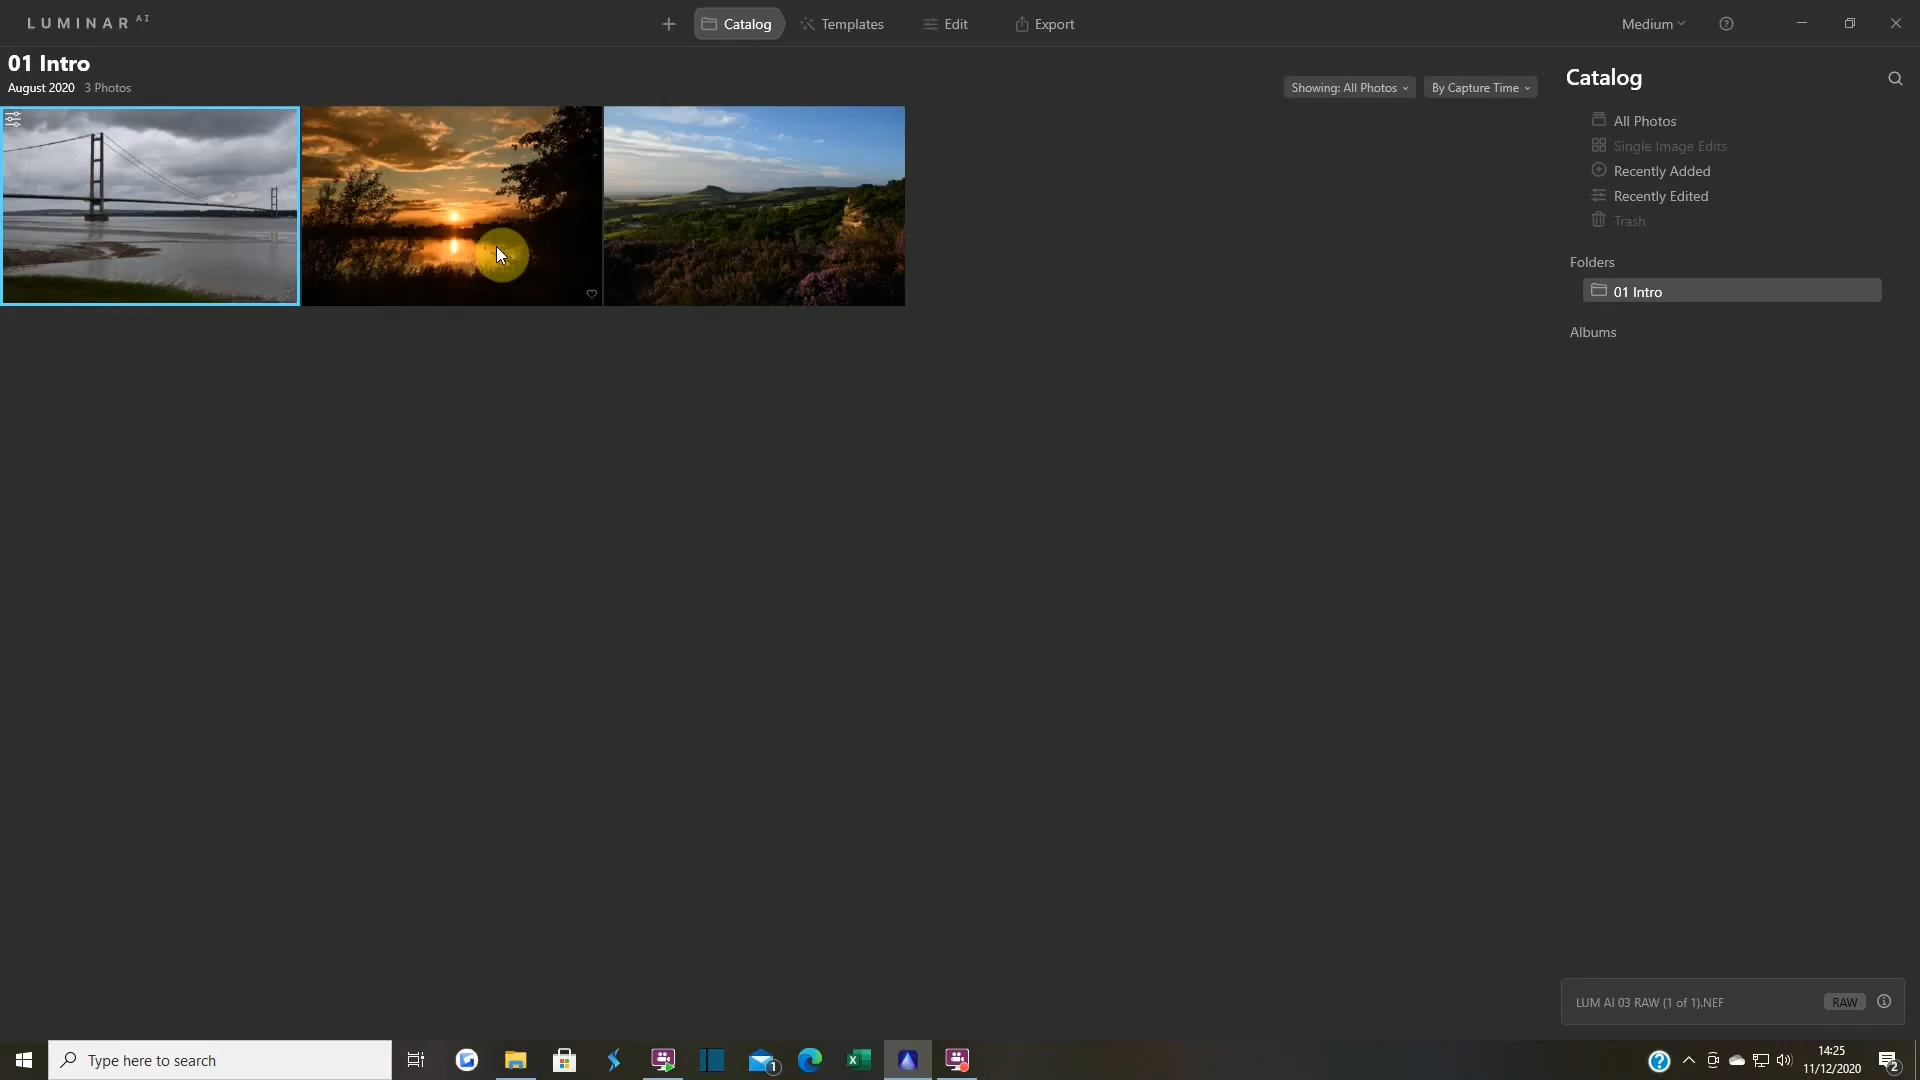 LUMINAR AI
Catalog
Templates
Edit
Export
Medium
01 Intro
August 2020 3 Photos
Showing: All Photos
By Capture Time
Catalog
All Photos
Single Image Edits
Recently Added
Recently Edited
Trash
Folders
01 Intro
Albums
LUM AI 03 RAW (1 of 1).NEF RAW
Type here to search
1
14:25
11/12/2020
2